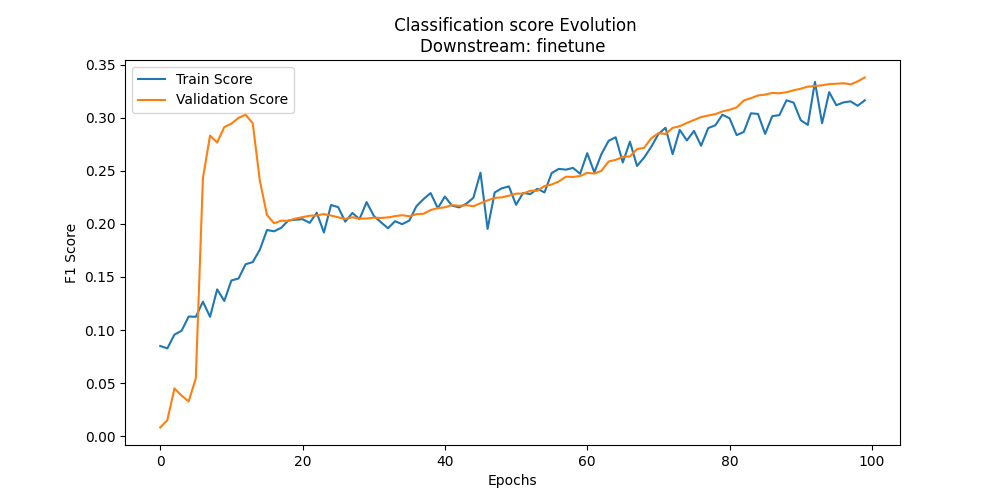 Classification score Evolution
Downstream: finetune
Train Score
Validation Score
F1 Score
0.35
0.30
0.25
0.20
0.15
0.10
0.05
0.00
0 20 40 60 80 100
Epochs